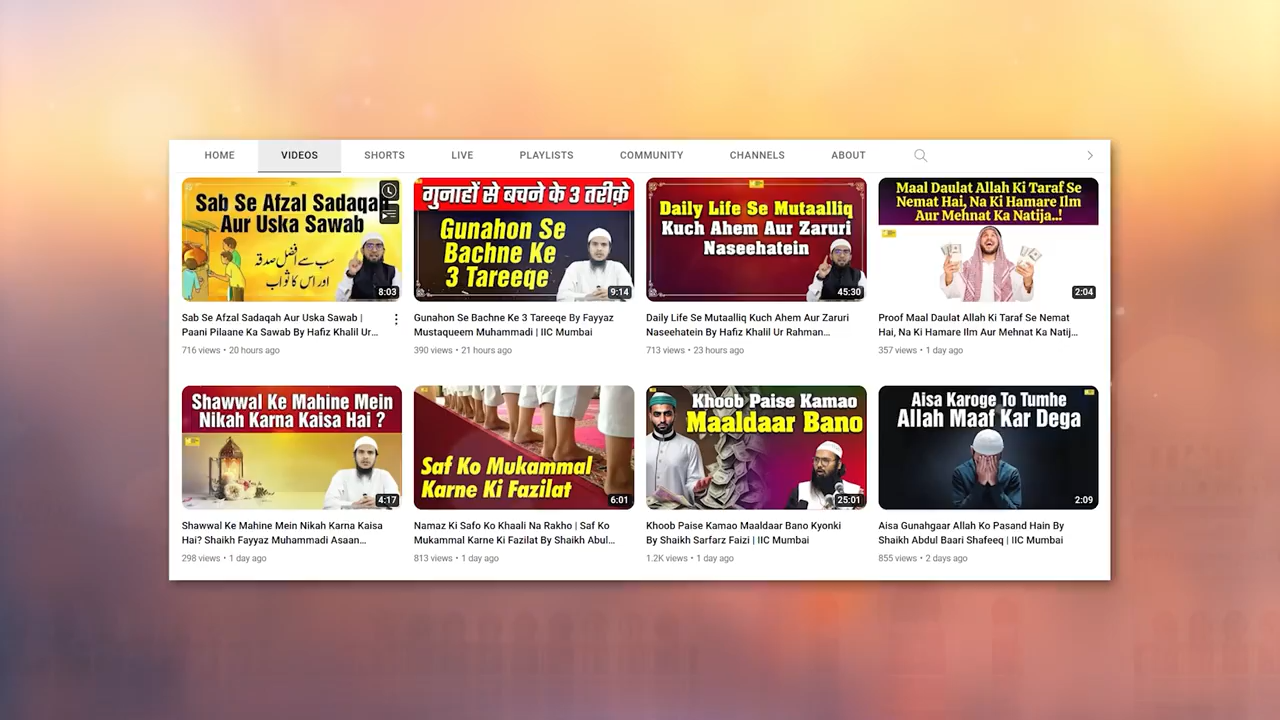 HOME VIDEOS SHORTS LIVE PLAYLISTS COMMUNITY CHANNELS ABOUT
Sab Se Afzal Sadaqah
Aur Uska Sawab
سب سے افضل صدقہ
اور اس کا ثواب
8:03
गुनाहों से बचने के 3 तरीक़े
Gunahon Se
Bachne Ke
3 Tareeqe
9:14
Daily Life Se Mutaalliq
Kuch Ahem Aur Zaruri
Naseehatein
45:30
Maal Daulat Allah Ki Taraf Se
Nemat Hai, Na Ki Hamare Ilm
Aur Mehnat Ka Natija..!
2:04
Sab Se Afzal Sadaqah Aur Uska Sawab |
Paani Pilaane Ka Sawab By Hafiz Khalil Ur...
716 views • 20 hours ago
Gunahon Se Bachne Ke 3 Tareeqe By Fayyaz
Mustaqueem Muhammadi | IIC Mumbai
390 views • 21 hours ago
Daily Life Se Mutaalliq Kuch Ahem Aur Zaruri
Naseehatein By Hafiz Khalil Ur Rahman...
713 views • 23 hours ago
Proof Maal Daulat Allah Ki Taraf Se Nemat
Hai, Na Ki Hamare Ilm Aur Mehnat Ka Natij...
357 views • 1 day ago
Shawwal Ke Mahine Mein
Nikah Karna Kaisa Hai ?
4:17
Saf Ko Mukammal
Karne Ki Fazilat
6:01
Khoob Paise Kamao
Maaldaar Bano
25:01
Aisa Karoge To Tumhe
Allah Maaf Kar Dega
2:09
Shawwal Ke Mahine Mein Nikah Karna Kaisa
Hai? Shaikh Fayyaz Muhammadi Asaan...
298 views • 1 day ago
Namaz Ki Safo Ko Khaali Na Rakho | Saf Ko
Mukammal Karne Ki Fazilat By Shaikh Abul...
813 views • 1 day ago
Khoob Paise Kamao Maaldaar Bano Kyonki
By Shaikh Sarfarz Faizi | IIC Mumbai
1.2K views • 1 day ago
Aisa Gunahgaar Allah Ko Pasand Hain By
Shaikh Abdul Baari Shafeeq | IIC Mumbai
855 views • 2 days ago